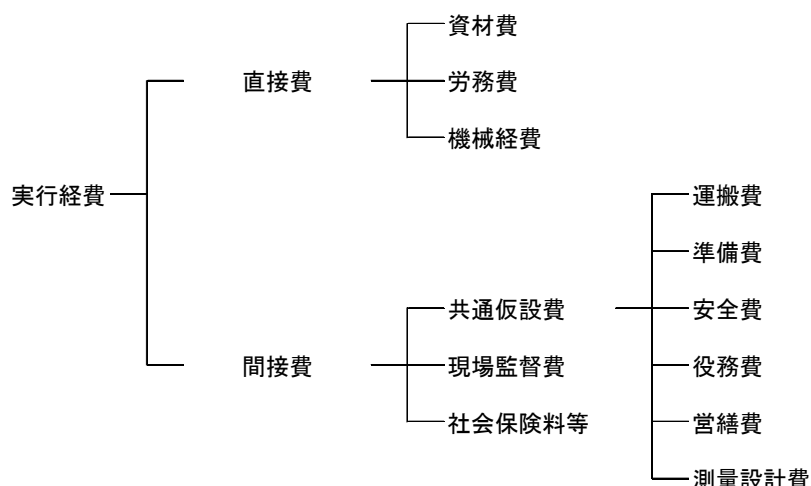 資材費
直接費
労務費
機械経費
実行経費
運搬費
準備費
共通仮設費
安全費
間接費
現場監督費
役務費
社会保険料等
営繕費
測量設計費